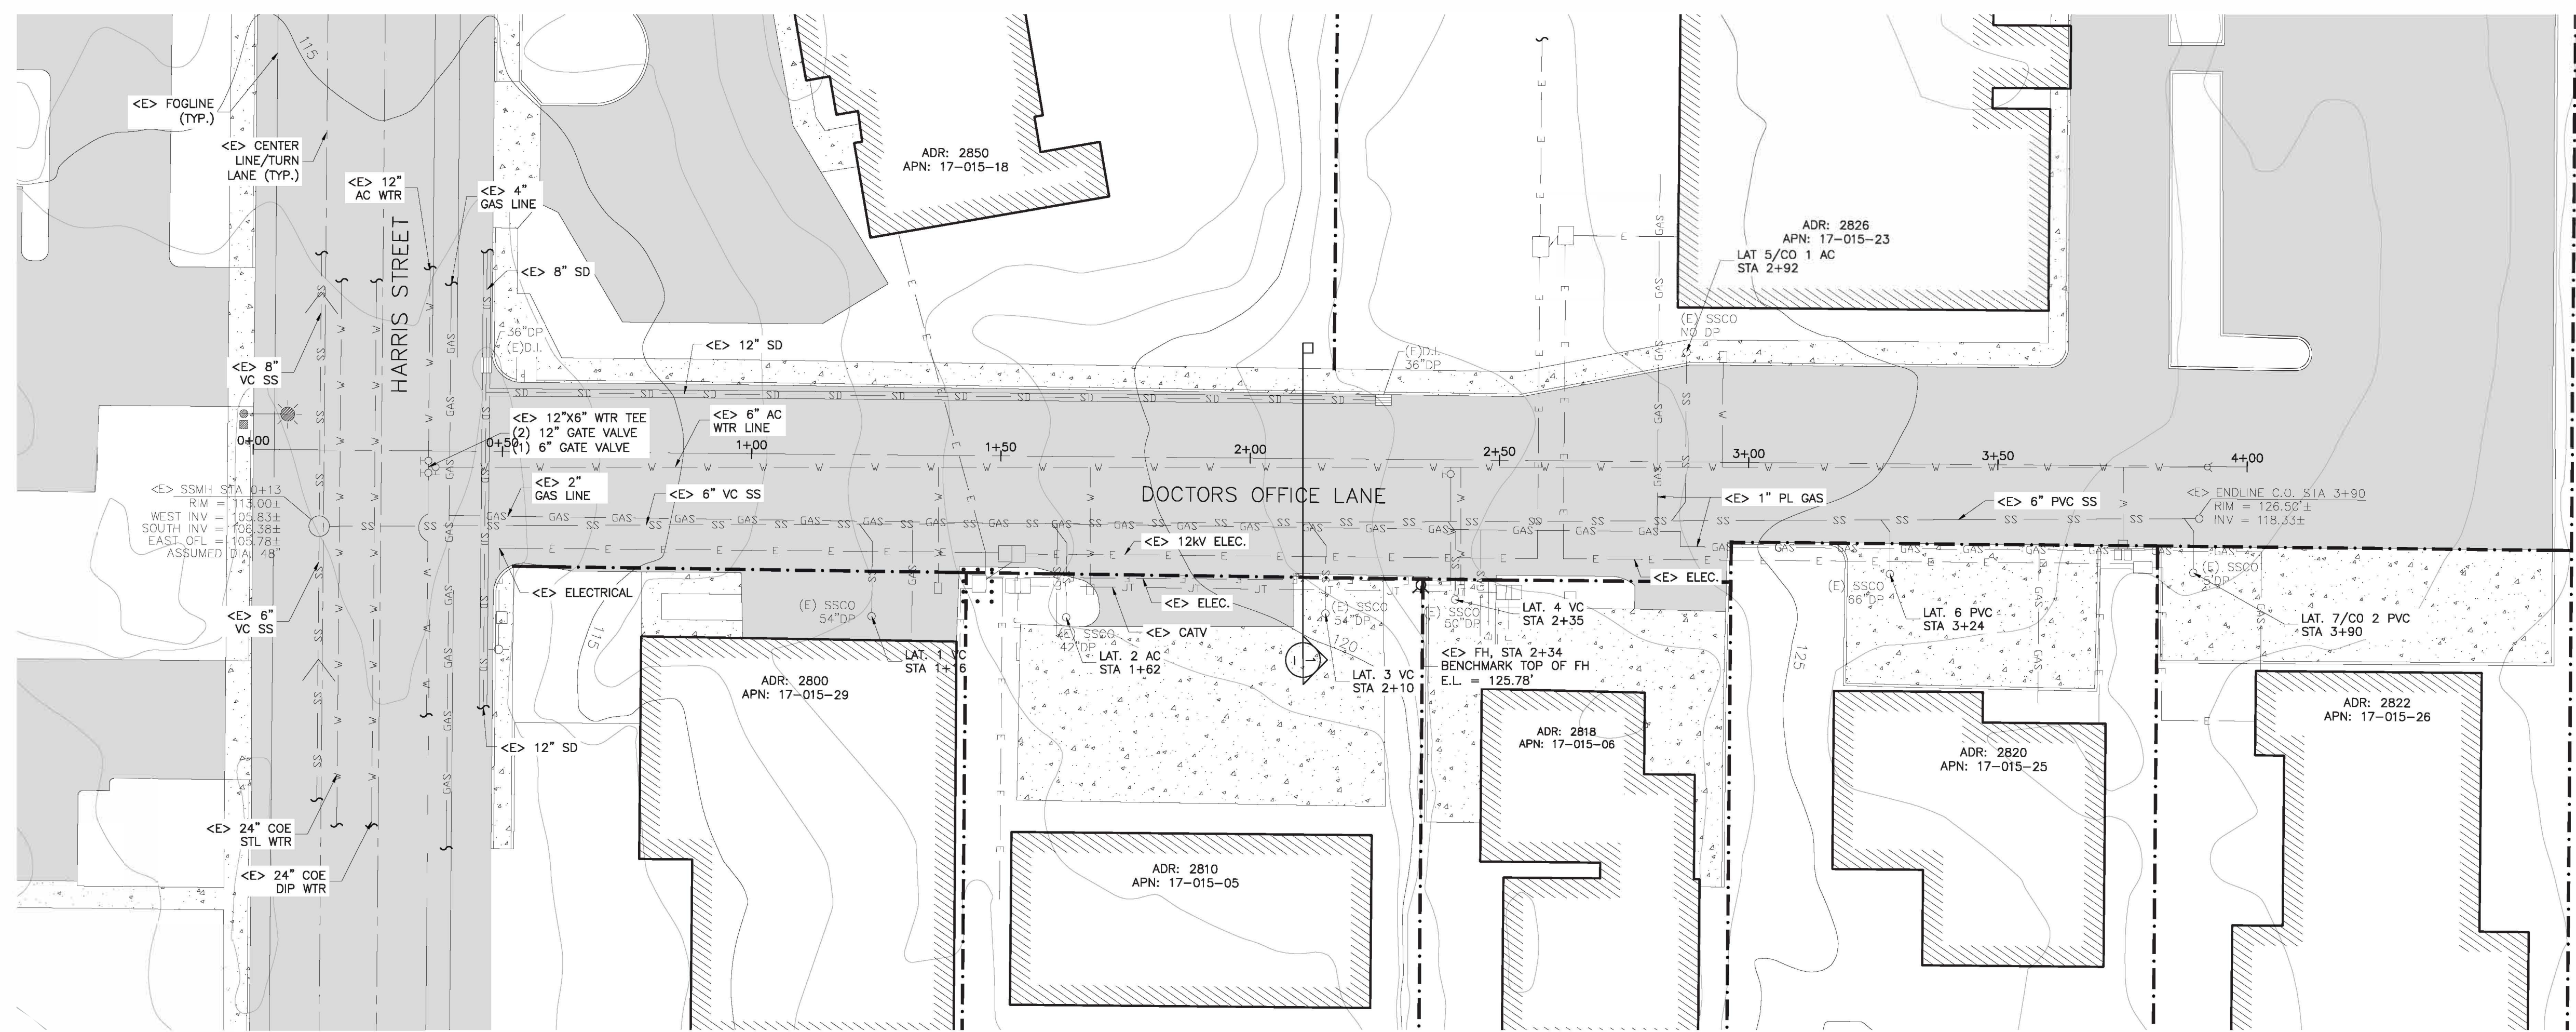 115
<E> FOGLINE
(TYP.)
<E> CENTER
LINE/TURN
LANE (TYP.)
<E> 12"
AC WTR
<E> 4"
GAS LINE
HARRIS STREET
<E> 8" SD
36"DP
(E)D.I.
<E> 12" SD
<E> 8"
VC SS
ADR: 2850
APN: 17-015-18
(E)D.I.
36"DP
ADR: 2826
APN: 17-015-23
LAT 5/CO 1 AC
STA 2+92
(E) SSCO
NO DP
<E> 12"X6" WTR TEE
(2) 12" GATE VALVE
(1) 6" GATE VALVE
<E> 6" AC
WTR LINE
0+00
0+50
1+00
1+50
2+00
2+50
3+00
3+50
4+00
<E> SSMH STA 0+13
RIM = 113.00±
WEST INV = 105.83±
SOUTH INV = 106.38±
EAST OFL = 105.78±
ASSUMED DIA. 48"
<E> 2"
GAS LINE
<E> 6" VC SS
DOCTORS OFFICE LANE
<E> 1" PL GAS
<E> 6" PVC SS
<E> ENDLINE C.O. STA 3+90
RIM = 126.50'±
INV = 118.33±
<E> 12kV ELEC.
<E> ELECTRICAL
<E> ELEC.
<E> ELEC.
<E> CATV
<E> 6"
VC SS
115
(E) SSCO
54"DP
LAT. 1 VC
STA 1+16
(E) SSCO
42"DP
LAT. 2 AC
STA 1+62
(E) SSCO
54"DP
120
LAT. 3 VC
STA 2+10
(E) SSCO
50"DP
LAT. 4 VC
STA 2+35
<E> FH, STA 2+34
BENCHMARK TOP OF FH
E.L. = 125.78'
(E) SSCO
66"DP
LAT. 6 PVC
STA 3+24
(E) SSCO
5'DP
LAT. 7/CO 2 PVC
STA 3+90
125
1
-
<E> 12" SD
<E> 24" COE
STL WTR
<E> 24" COE
DIP WTR
ADR: 2800
APN: 17-015-29
ADR: 2810
APN: 17-015-05
ADR: 2818
APN: 17-015-06
ADR: 2820
APN: 17-015-25
ADR: 2822
APN: 17-015-26